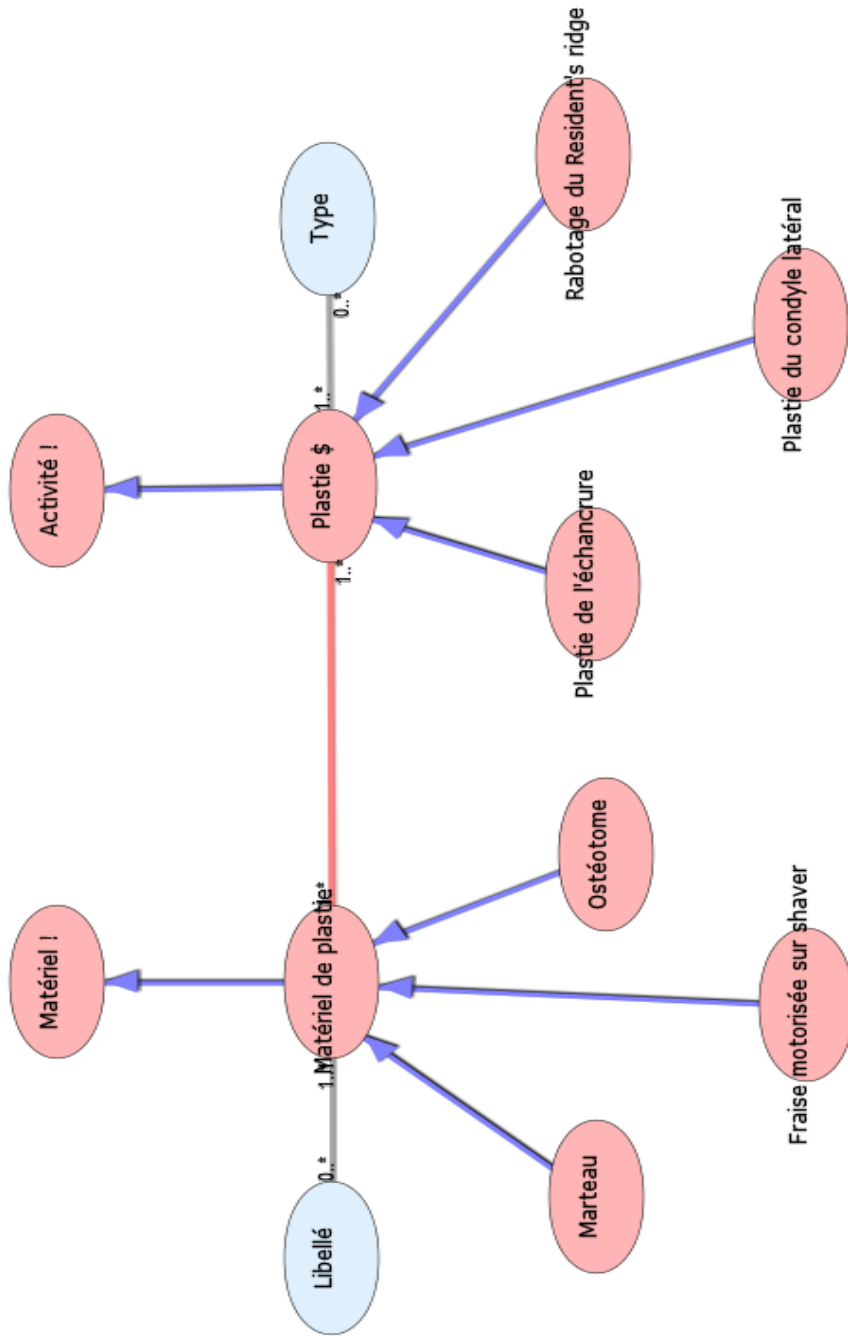 Matériel !
Activité !
Libellé
0..*
1..*
Matériel de plastie
1..*
Plastie $
1..*
0..*
Type
Marteau
Ostéotome
Plastie de l'échancrure
Rabotage du Resident's ridge
Fraise motorisée sur shaver
Plastie du condyle latéral